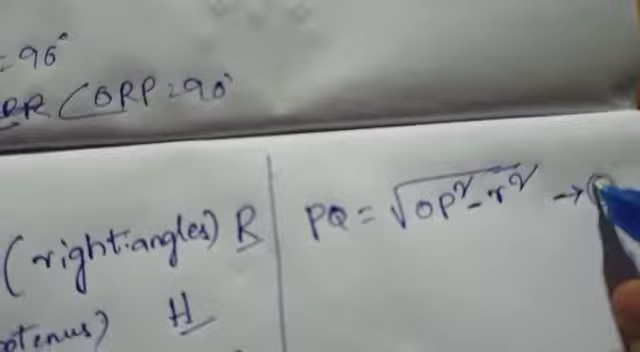 =90°
∠ORP=90°
(right angles) R
PQ = √OP²-r² →
H